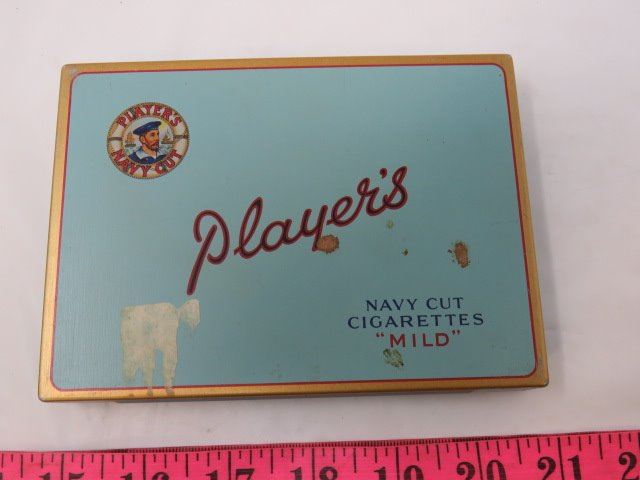 PLAYER'S
NAVY CUT
Player's
NAVY CUT
CIGARETTES
"MILD"
15 16 17 18 19 20 21